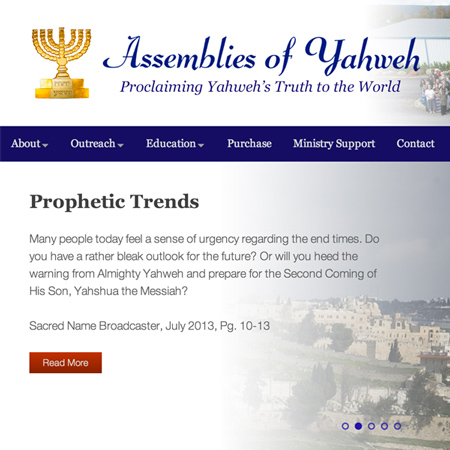 Assemblies of Yahweh
Proclaiming Yahweh's Truth to the World
About Outreach Education Purchase Ministry Support Contact
Prophetic Trends
Many people today feel a sense of urgency regarding the end times. Do
you have a rather bleak outlook for the future? Or will you heed the
warning from Almighty Yahweh and prepare for the Second Coming of
His Son, Yahshua the Messiah?
Sacred Name Broadcaster, July 2013, Pg. 10-13
Read More